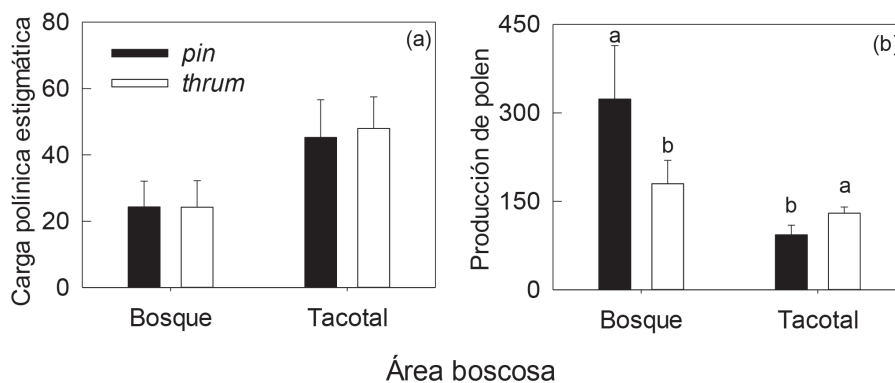 Carga polínica estigmática
80
60
40
20
0
pin
thrum
(a)
Bosque
Tacotal
Producción de polen
450
300
150
0
(b)
a
b
b
a
Bosque
Tacotal
Área boscosa